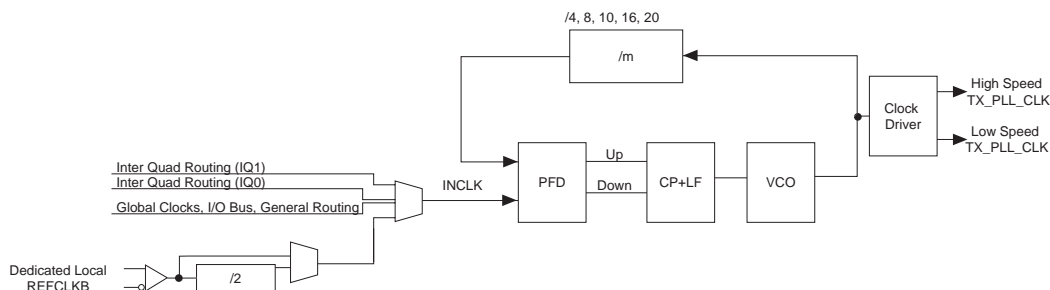 /4, 8, 10, 16, 20
/m
High Speed
TX_PLL_CLK
Clock
Driver
Low Speed
TX_PLL_CLK
Inter Quad Routing (IQ1)
Inter Quad Routing (IQ0)
Global Clocks, I/O Bus, General Routing
INCLK
PFD
Up
Down
CP+LF
VCO
Dedicated Local
REFCLKB
/2